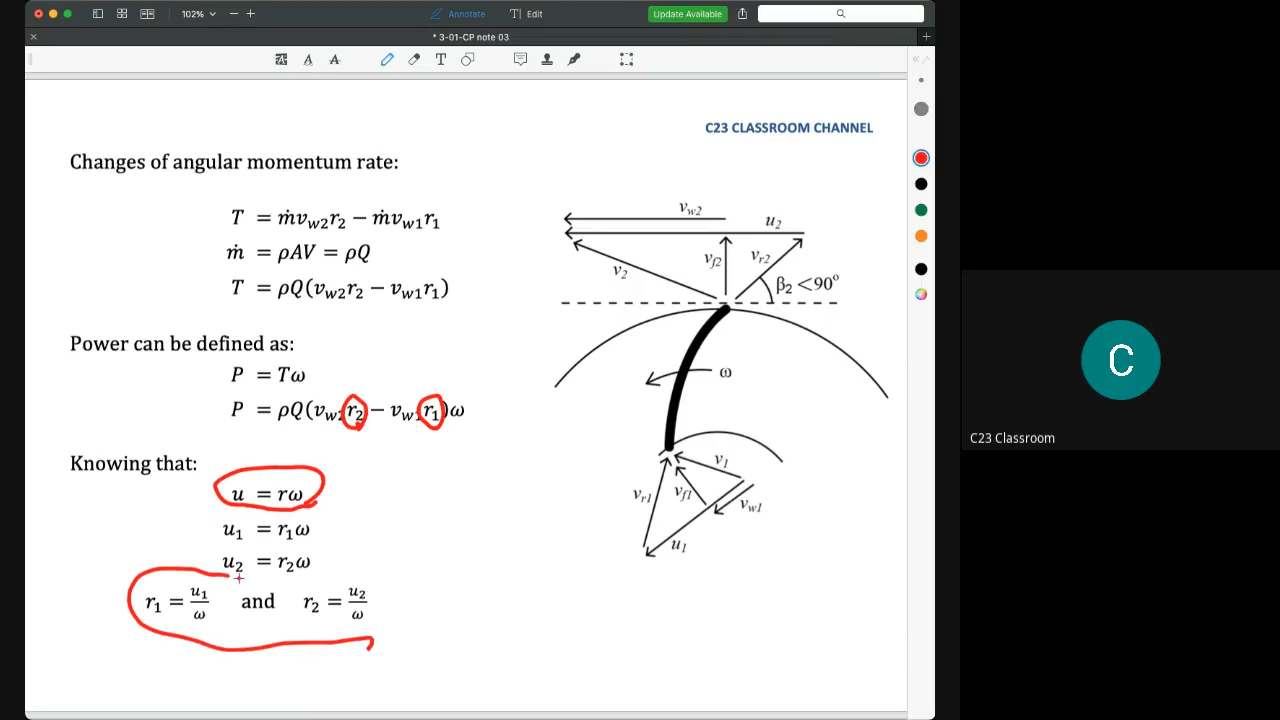 102%
Annotate
T Edit
Update Available
* 3-01-CP note 03
C23 CLASSROOM CHANNEL
Changes of angular momentum rate:
T = ṁv_w2 r_2 − ṁv_w1 r_1
ṁ = ρAV = ρQ
T = ρQ(v_w2 r_2 − v_w1 r_1)
Power can be defined as:
P = Tω
P = ρQ(v_w2 r_2 − v_w1 r_1)ω
Knowing that:
u = rω
u_1 = r_1ω
u_2 = r_2ω
r_1 = u_1/ω and r_2 = u_2/ω
v_w2
u_2
v_2
v_f2
v_r2
β_2 <90°
ω
v_1
v_r1
v_f1
v_w1
u_1
C
C23 Classroom